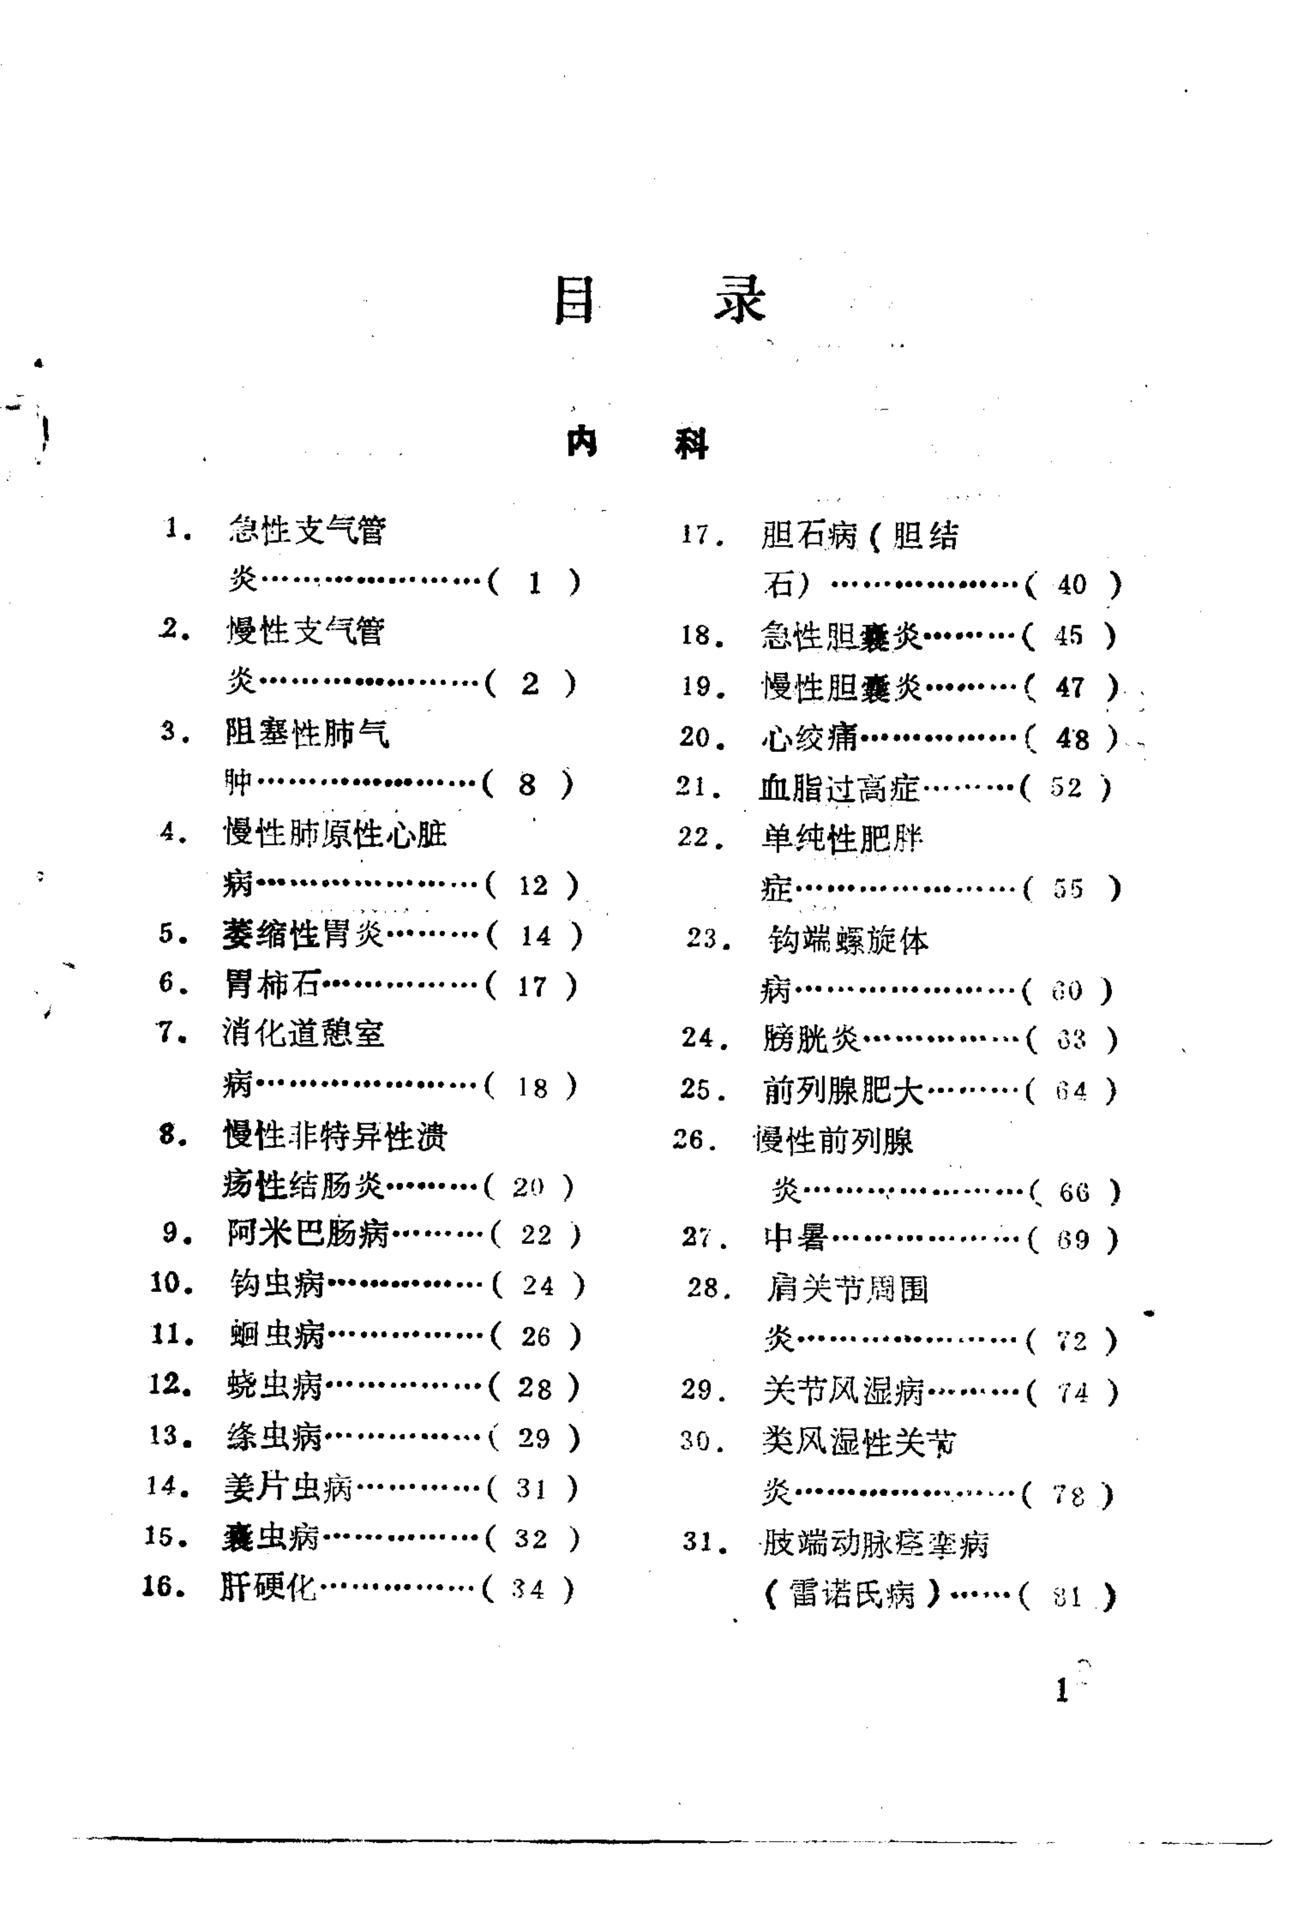 目 录
内 科
1. 急性支气管
炎…………………( 1 )
2. 慢性支气管
炎…………………( 2 )
3. 阻塞性肺气
肿…………………( 8 )
4. 慢性肺原性心脏
病…………………( 12 )
5. 萎缩性胃炎………( 14 )
6. 胃柿石……………( 17 )
7. 消化道憩室
病…………………( 18 )
8. 慢性非特异性溃
疡性结肠炎………( 20 )
9. 阿米巴肠病………( 22 )
10. 钩虫病……………( 24 )
11. 蛔虫病……………( 26 )
12. 蛲虫病……………( 28 )
13. 绦虫病……………( 29 )
14. 姜片虫病…………( 31 )
15. 囊虫病……………( 32 )
16. 肝硬化……………( 34 )
17. 胆石病(胆结
石)………………( 40 )
18. 急性胆囊炎………( 45 )
19. 慢性胆囊炎………( 47 )
20. 心绞痛……………( 48 )
21. 血脂过高症………( 52 )
22. 单纯性肥胖
症…………………( 55 )
23. 钩端螺旋体
病…………………( 60 )
24. 膀胱炎……………( 63 )
25. 前列腺肥大………( 64 )
26. 慢性前列腺
炎…………………( 66 )
27. 中暑………………( 69 )
28. 肩关节周围
炎…………………( 72 )
29. 关节风湿病………( 74 )
30. 类风湿性关节
炎…………………( 78 )
31. 肢端动脉痉挛病
(雷诺氏病)……( 81 )
1